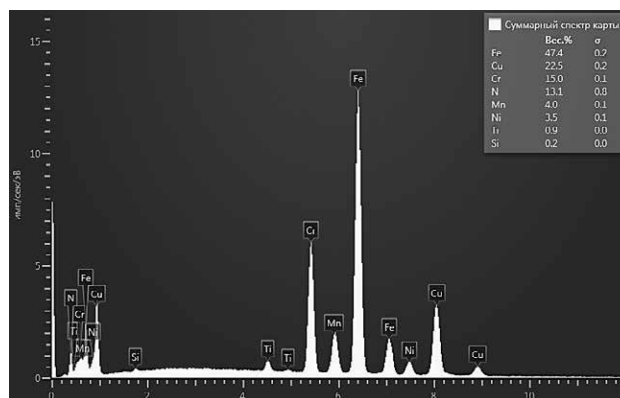 Суммарный спектр карты
Вес.% σ
Fe 47.4 0.2
Cu 22.5 0.2
Cr 15.0 0.1
N 13.1 0.8
Mn 4.0 0.1
Ni 3.5 0.1
Ti 0.9 0.0
Si 0.2 0.0
15
Fe
10
имп/сек/эВ
Cr
5
Fe
N
Cu
Cr
Ti
Ni
Mn
Si
Ti
Ti
Mn
Fe
Ni
Cu
Cu
0
0 2 4 6 8 10